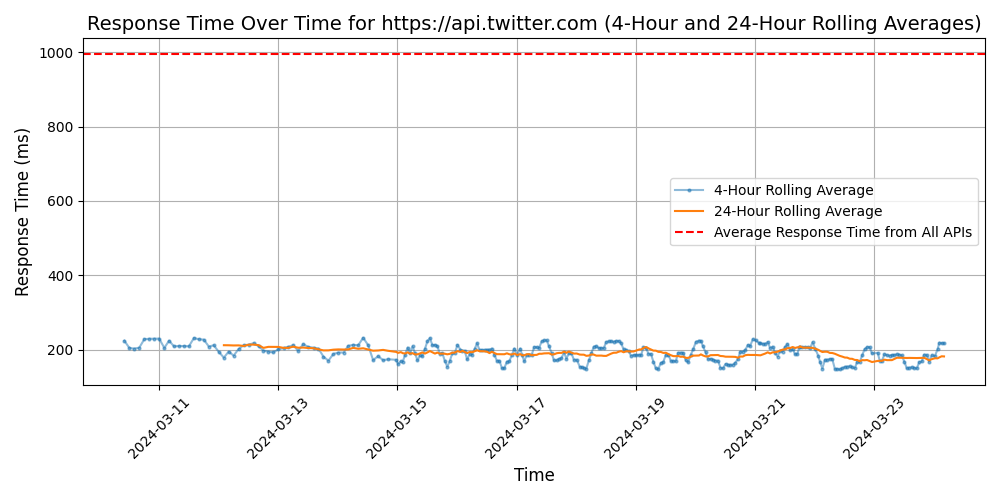 Response Time Over Time for https://api.twitter.com (4-Hour and 24-Hour Rolling Averages)
Response Time (ms)
1000
800
600
400
200
4-Hour Rolling Average
24-Hour Rolling Average
Average Response Time from All APIs
2024-03-11
2024-03-13
2024-03-15
2024-03-17
2024-03-19
2024-03-21
2024-03-23
Time